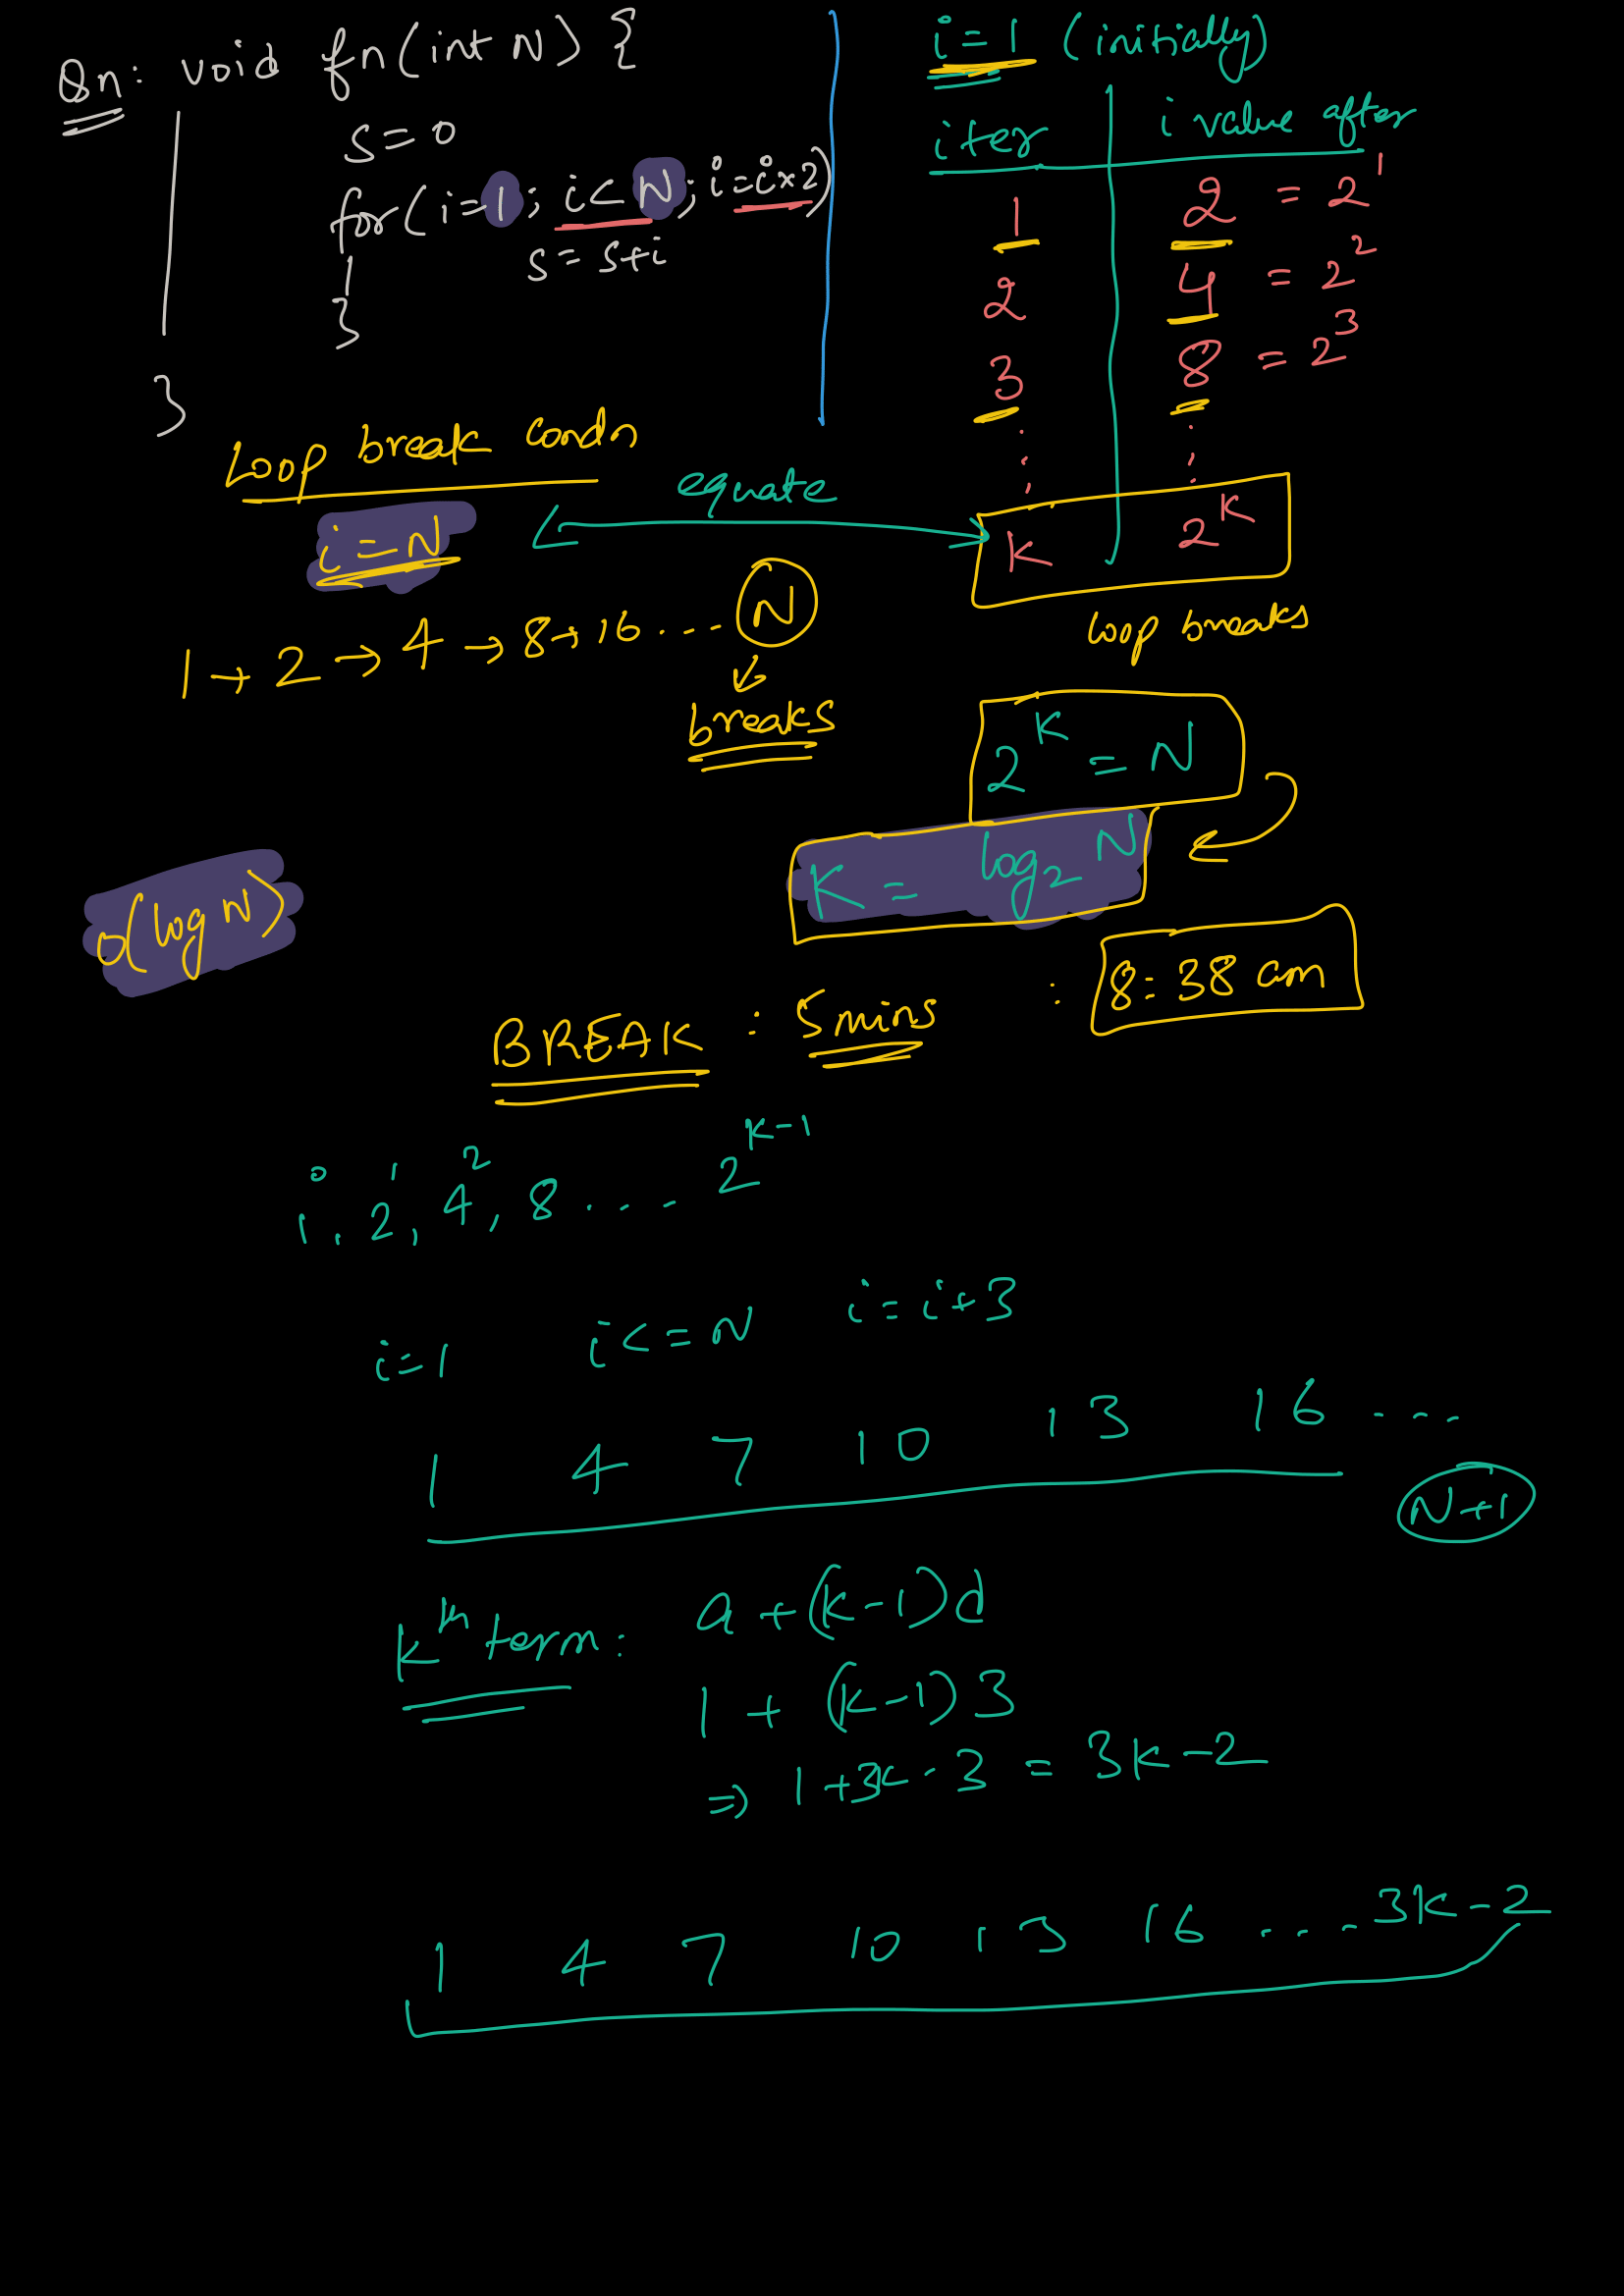 Qn: void fn(int N) {
s=0
for(i=1; i<N; i=i*2)
s=s+i
}
}
i=1 (initially)
iter i value after
1 2 = 2^1
2 4 = 2^2
3 8 = 2^3
⋮ ⋮
K 2^K
loop breaks
Loop break condn
i=N
equate
1 → 2 → 4 → 8 → 16 .... N
breaks
2^K = N
K = log₂ N
O(log N)
BREAK : 5 mins : 8:38 am
0 1 2
1, 2, 4, 8 .... 2^K-1
i=1 i<=N i=i+3
1 4 7 10 13 16 ...
N+1
k^th term: a+(k-1)d
1 + (k-1)3
⇒ 1+3k-3 = 3k-2
1 4 7 10 13 16 .... 3k-2